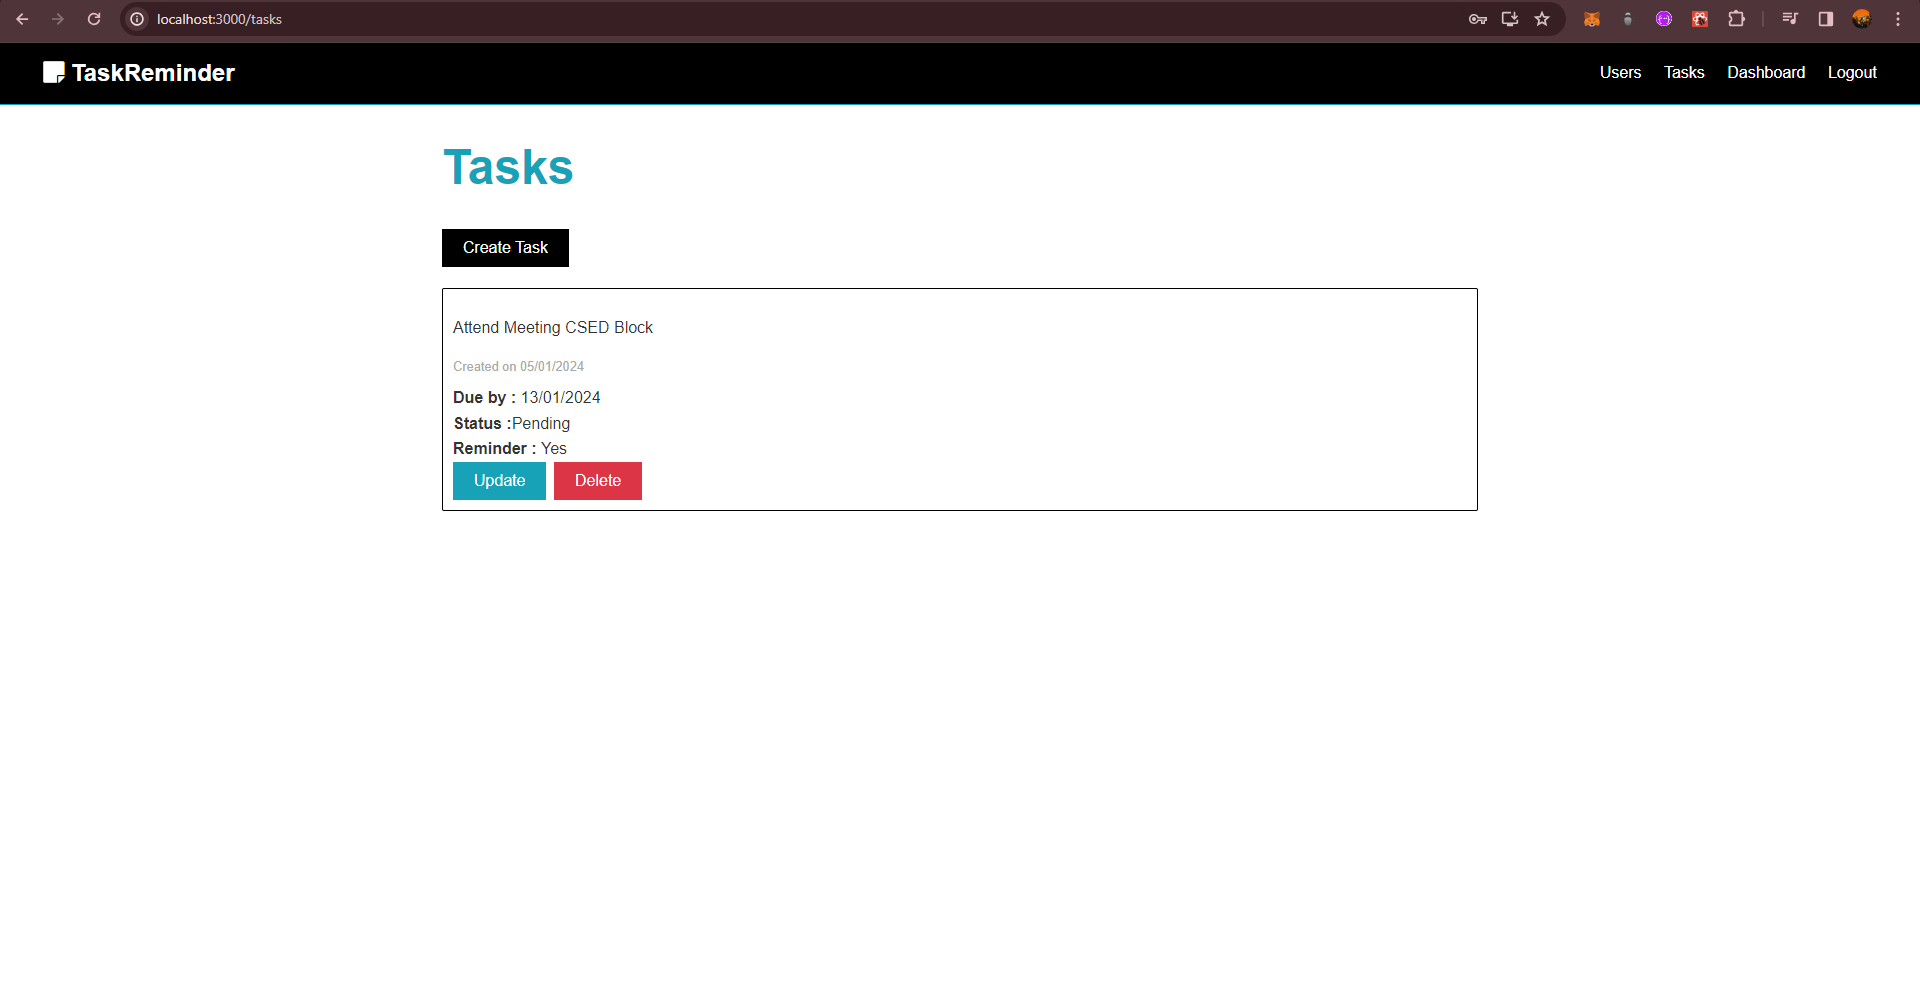 localhost:3000/tasks
TaskReminder
Users Tasks Dashboard Logout
Tasks
Create Task
Attend Meeting CSED Block
Created on 05/01/2024
Due by : 13/01/2024
Status :Pending
Reminder : Yes
Update Delete